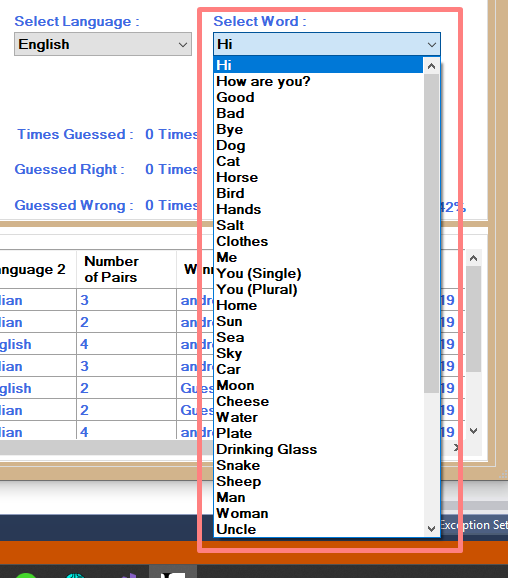 Select Language :
Select Word :
English
Hi
Hi
How are you?
Good
Bad
Bye
Times Guessed : 0 Times
Dog
Cat
Guessed Right : 0 Times
Horse
Bird
Guessed Wrong : 0 Times
42%
Hands
Salt
Clothes
Me
You (Single)
You (Plural)
Home
Sun
Sea
Sky
Car
Moon
Cheese
Water
Plate
Drinking Glass
Snake
Sheep
Man
Woman
Uncle
nguage 2
Number
of Pairs
Winn
lian 3 andr 19
lian 2 andr 19
glish 4 andr 19
lian 3 andr 19
glish 2 Gues 19
lian 2 Gues 19
lian 4 andr 19
Exception Set